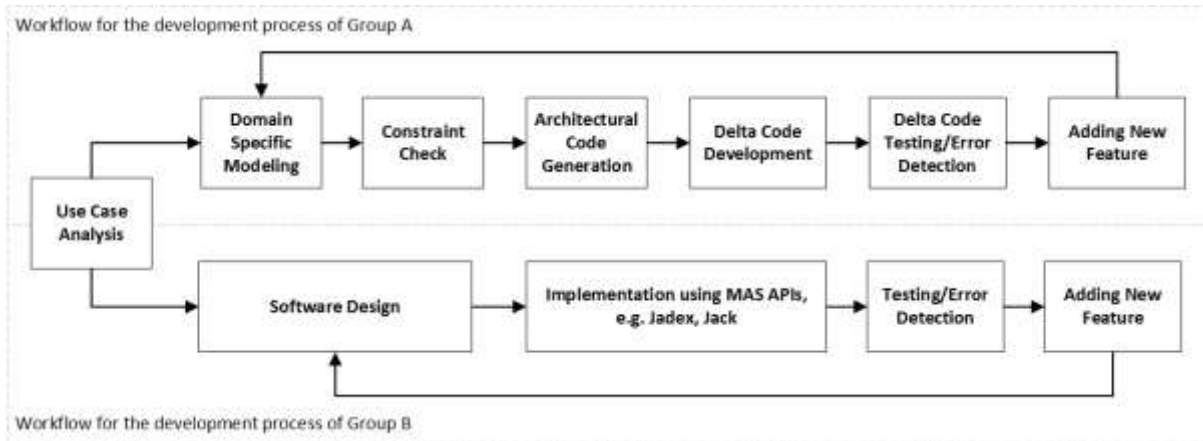 Workflow for the development process of Group A
Domain
Specific
Modeling
Constraint
Check
Architectural
Code
Generation
Delta Code
Development
Delta Code
Testing/Error
Detection
Adding New
Feature
Use Case
Analysis
Software Design
Implementation using MAS APIs,
e.g. Jadex, Jack
Testing/Error
Detection
Adding New
Feature
Workflow for the development process of Group B